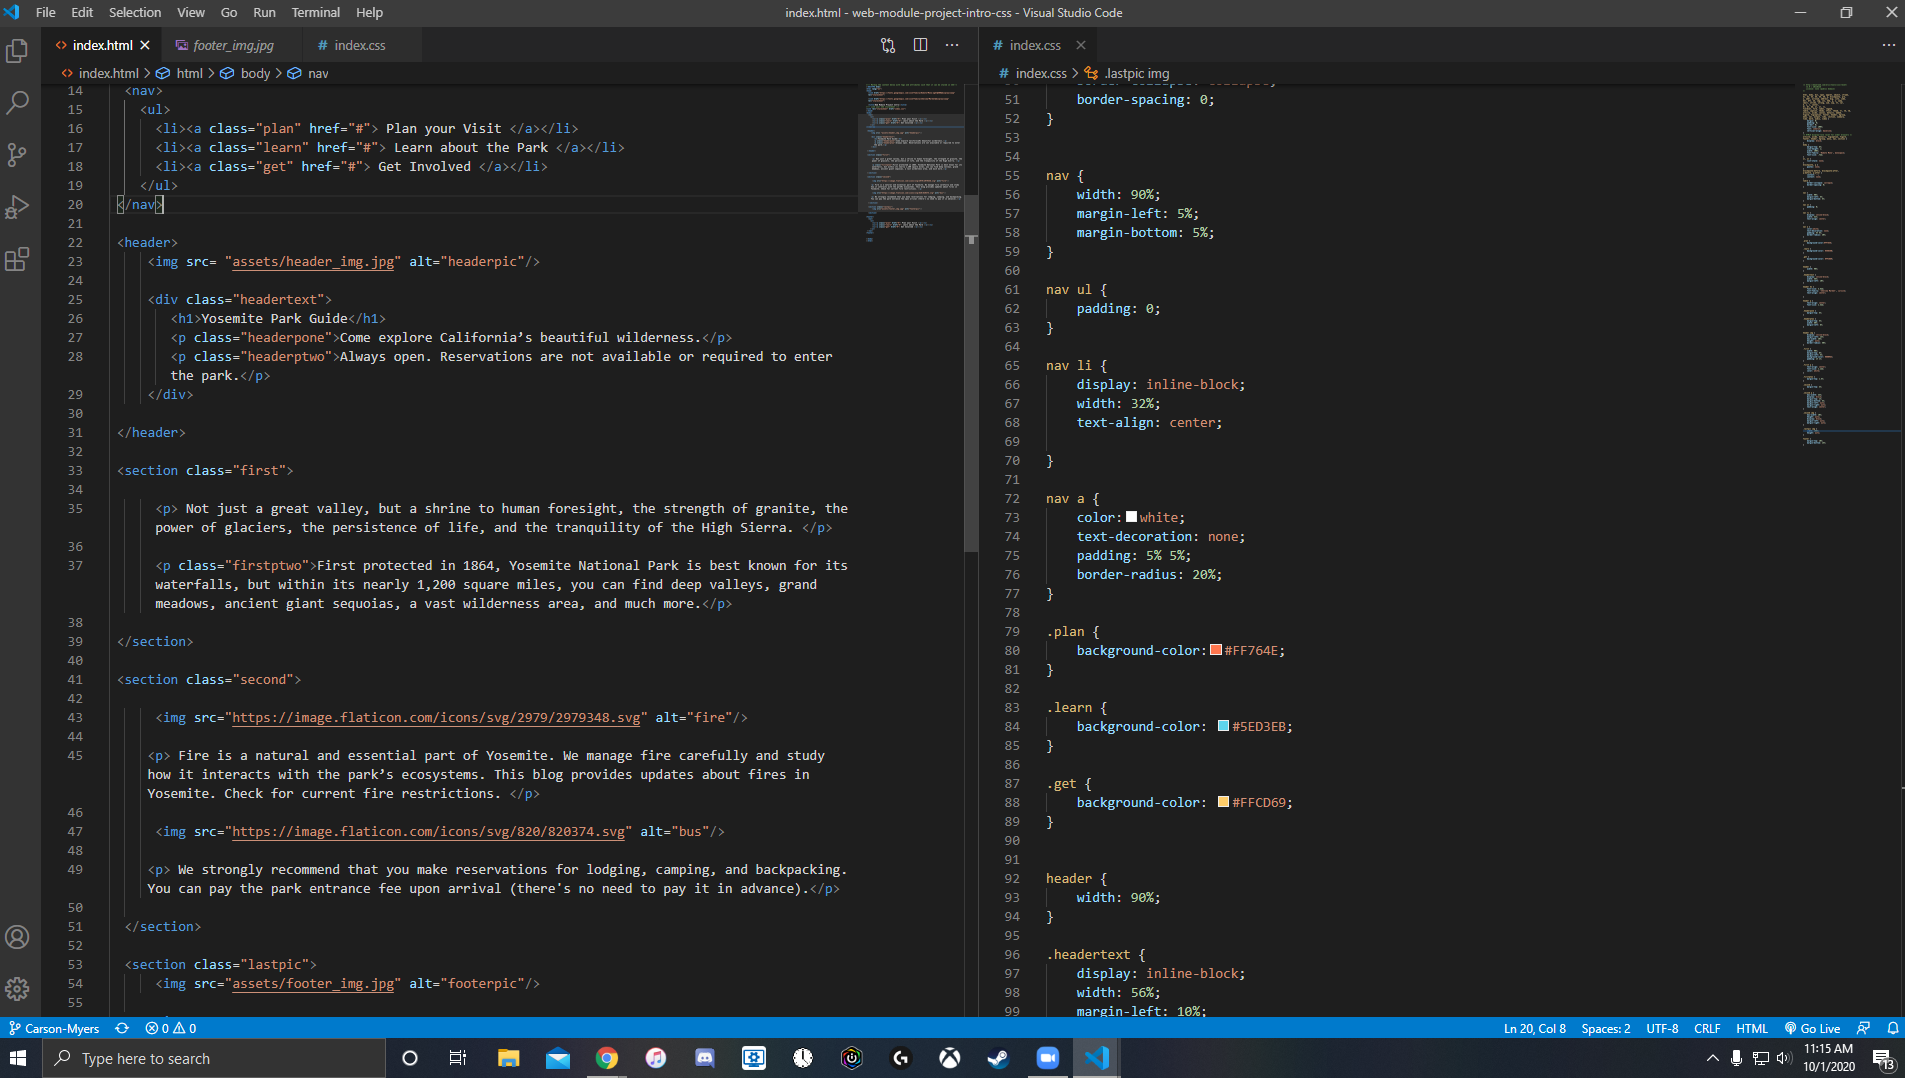 File Edit Selection View Go Run Terminal Help
index.html - web-module-project-intro-css - Visual Studio Code
index.html
footer_img.jpg
# index.css
index.html > html > body > nav
14 <nav>
15 <ul>
16 <li><a class="plan" href="#"> Plan your Visit </a></li>
17 <li><a class="learn" href="#"> Learn about the Park </a></li>
18 <li><a class="get" href="#"> Get Involved </a></li>
19 </ul>
20 </nav>
21
22 <header>
23 <img src= "assets/header_img.jpg" alt="headerpic"/>
24
25 <div class="headertext">
26 <h1>Yosemite Park Guide</h1>
27 <p class="headerpone">Come explore California’s beautiful wilderness.</p>
28 <p class="headerptwo">Always open. Reservations are not available or required to enter
the park.</p>
29 </div>
30
31 </header>
32
33 <section class="first">
34
35 <p> Not just a great valley, but a shrine to human foresight, the strength of granite, the
power of glaciers, the persistence of life, and the tranquility of the High Sierra. </p>
36
37 <p class="firstptwo">First protected in 1864, Yosemite National Park is best known for its
waterfalls, but within its nearly 1,200 square miles, you can find deep valleys, grand
meadows, ancient giant sequoias, a vast wilderness area, and much more.</p>
38
39 </section>
40
41 <section class="second">
42
43 <img src="https://image.flaticon.com/icons/svg/2979/2979348.svg" alt="fire"/>
44
45 <p> Fire is a natural and essential part of Yosemite. We manage fire carefully and study
how it interacts with the park’s ecosystems. This blog provides updates about fires in
Yosemite. Check for current fire restrictions. </p>
46
47 <img src="https://image.flaticon.com/icons/svg/820/820374.svg" alt="bus"/>
48
49 <p> We strongly recommend that you make reservations for lodging, camping, and backpacking.
You can pay the park entrance fee upon arrival (there's no need to pay it in advance).</p>
50
51 </section>
52
53 <section class="lastpic">
54 <img src="assets/footer_img.jpg" alt="footerpic"/>
55
# index.css
# index.css > .lastpic img
51 border-spacing: 0;
52 }
53
54
55 nav {
56 width: 90%;
57 margin-left: 5%;
58 margin-bottom: 5%;
59 }
60
61 nav ul {
62 padding: 0;
63 }
64
65 nav li {
66 display: inline-block;
67 width: 32%;
68 text-align: center;
69
70 }
71
72 nav a {
73 color: white;
74 text-decoration: none;
75 padding: 5% 5%;
76 border-radius: 20%;
77 }
78
79 .plan {
80 background-color: #FF764E;
81 }
82
83 .learn {
84 background-color: #5ED3EB;
85 }
86
87 .get {
88 background-color: #FFCD69;
89 }
90
91
92 header {
93 width: 90%;
94 }
95
96 .headertext {
97 display: inline-block;
98 width: 56%;
99 margin-left: 10%;
Carson-Myers 0 0
Ln 20, Col 8 Spaces: 2 UTF-8 CRLF HTML Go Live
Type here to search
11:15 AM
10/1/2020
13